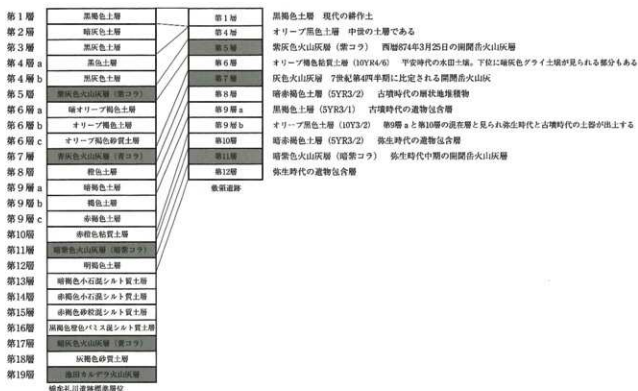 第1層 黒褐色土層
第2層 暗灰色土層
第3層 黒灰色土層
第4層a 黒色土層
第4層b 黒灰色土層
第5層 紫灰色火山灰層（紫コラ）
第6層a 暗オリーブ褐色土層
第6層b オリーブ褐色土層
第6層c オリーブ褐色砂質土層
第7層 青灰色火山灰層（青コラ）
第8層 橙色土層
第9層a 暗褐色土層
第9層b 褐色土層
第9層c 赤褐色土層
第10層 赤橙色粘質土層
第11層 暗紫色火山灰層（暗紫コラ）
第12層 明褐色土層
第13層 暗褐色小石混シルト質土層
第14層 赤褐色小石混シルト質土層
第15層 赤褐色砂粒混シルト質土層
第16層 黒褐色橙色パミス混シルト質土層
第17層 暗灰色火山灰層（黄コラ）
第18層 灰褐色砂質土層
第19層 池田カルデラ火山灰層
橋牟礼川遺跡標準層位
第1層 黒褐色土層 現代の耕作土
第4層 オリーブ黒色土層 中世の土層である
第5層 紫灰色火山灰層（紫コラ） 西暦874年3月25日の開聞岳火山灰層
第6層 オリーブ褐色粘質土層（10YR4/6） 平安時代の水田土壌。下位に暗灰色グライ土壌が見られる部分もある
第7層 灰色火山灰層 7世紀第4四半期に比定される開聞岳火山灰
第8層 暗赤褐色土層（5YR3/2） 古墳時代の層状堆積物
第9層a 黒褐色土層（5YR3/1） 古墳時代の遺物包含層
第9層b オリーブ黒色土層（10Y3/2） 第9層aと第10層の混在層と見られ弥生時代と古墳時代の土器が出土する
第10層 暗赤褐色土層（5YR3/2） 弥生時代の遺物包含層
第11層 暗紫色火山灰層（暗紫コラ） 弥生時代中期の開聞岳火山灰層
第12層 弥生時代の遺物包含層
敷領遺跡